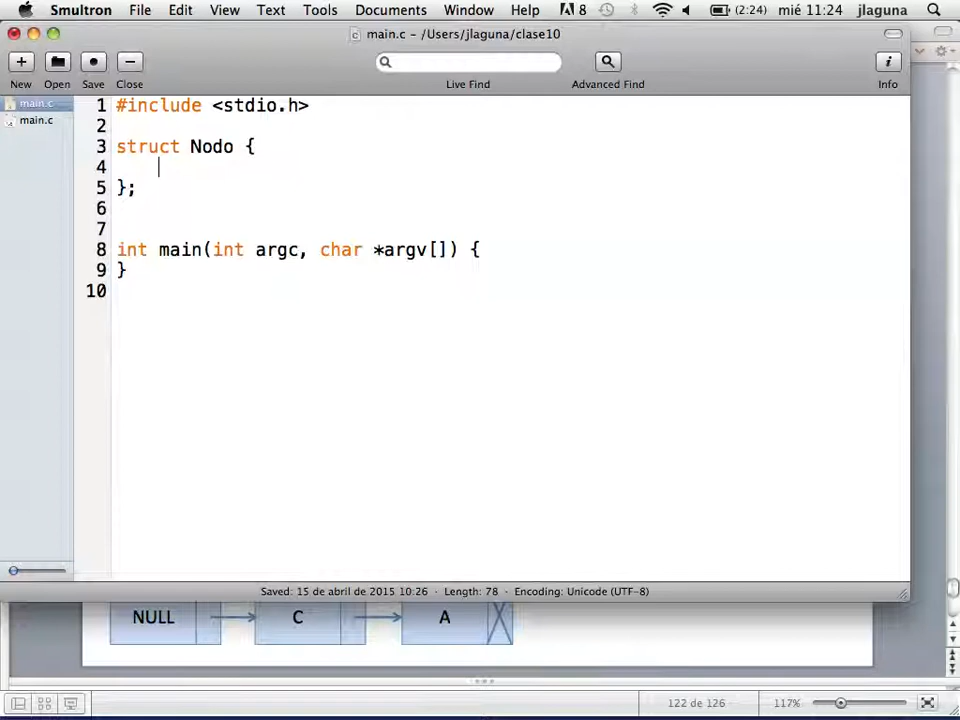 Smultron File Edit View Text Tools Documents Window Help 8 (2:24) mié 11:24 jlaguna
main.c – /Users/jlaguna/clase10
New Open Save Close Live Find Advanced Find Info
main.c
main.c
1 #include <stdio.h>
2
3 struct Nodo {
4
5 };
6
7
8 int main(int argc, char *argv[]) {
9 }
10
Saved: 15 de abril de 2015 10:26 · Length: 78 · Encoding: Unicode (UTF-8)
NULL C A
122 de 126 117%